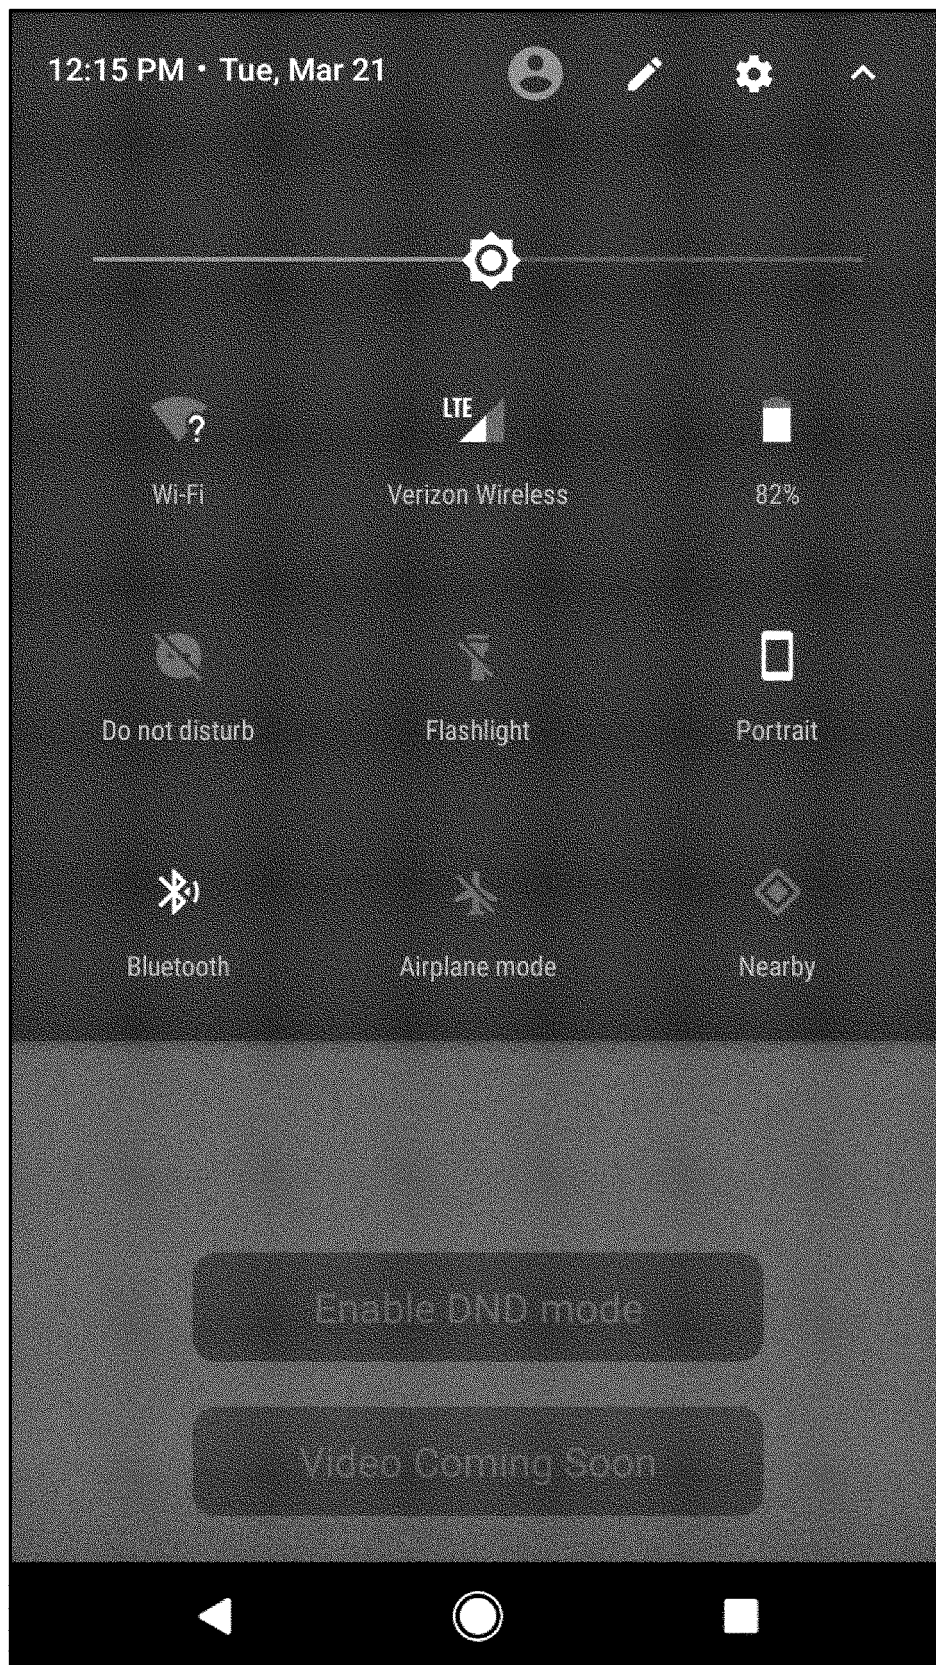 12:15 PM • Tue, Mar 21
?
LTE
Wi-Fi
Verizon Wireless
82%
Do not disturb
Flashlight
Portrait
Bluetooth
Airplane mode
Nearby
Enable DND mode
Video Coming Soon